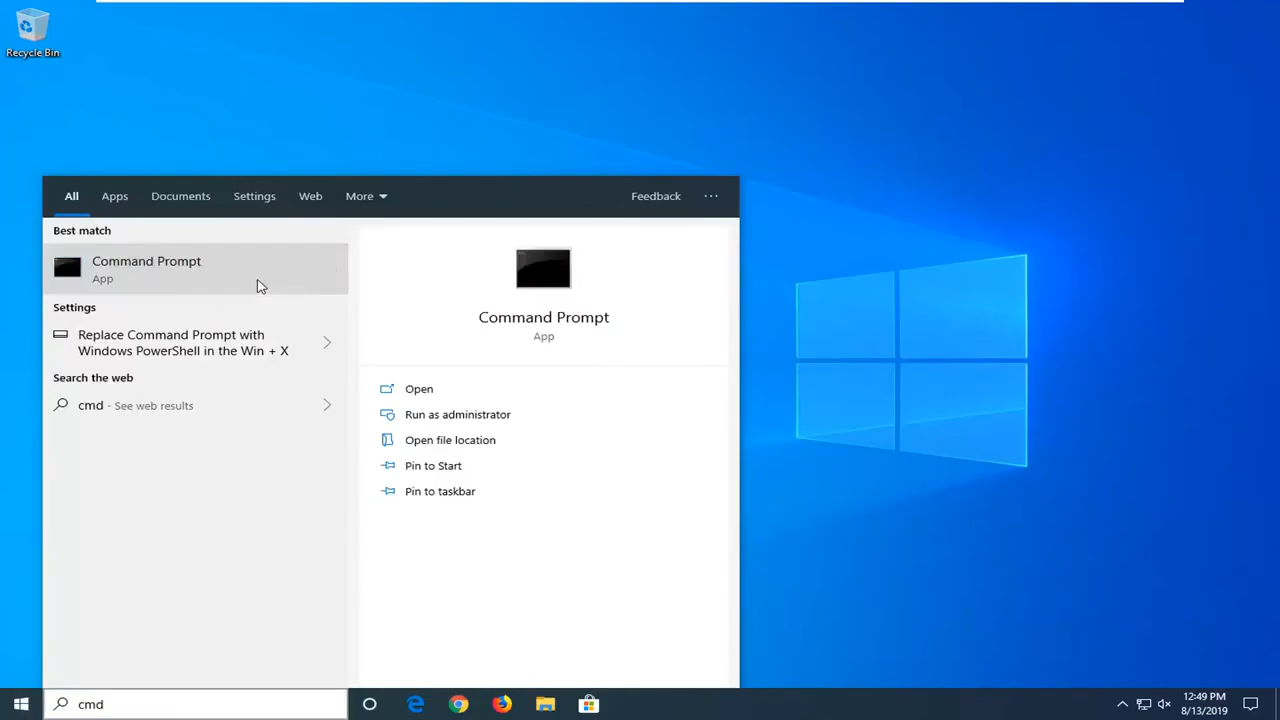 Recycle Bin
All Apps Documents Settings Web More Feedback ...
Best match
Command Prompt
App
Settings
Replace Command Prompt with
Windows PowerShell in the Win + X
Search the web
cmd - See web results
Command Prompt
App
Open
Run as administrator
Open file location
Pin to Start
Pin to taskbar
cmd
12:49 PM
8/13/2019